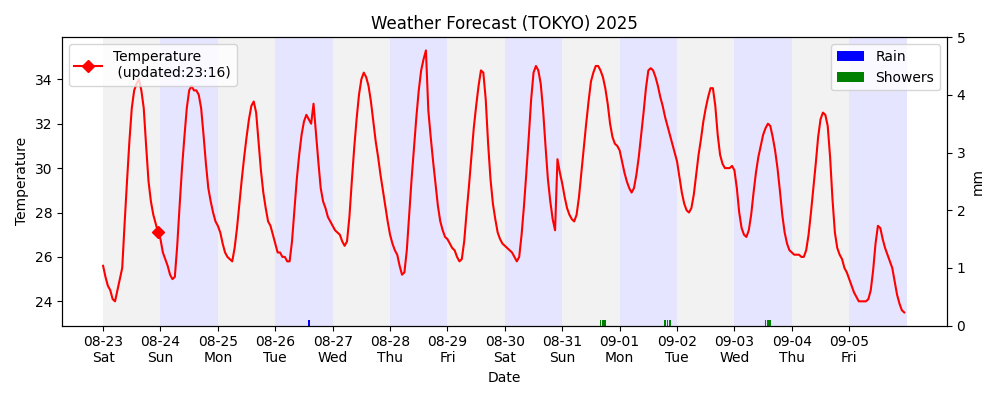 Weather Forecast (TOKYO) 2025
Temperature
(updated:23:16)
Rain
Showers
Temperature
34
32
30
28
26
24
5
4
3
2
1
0
mm
08-23 08-24 08-25 08-26 08-27 08-28 08-29 08-30 08-31 09-01 09-02 09-03 09-04 09-05
Sat Sun Mon Tue Wed Thu Fri Sat Sun Mon Tue Wed Thu Fri
Date